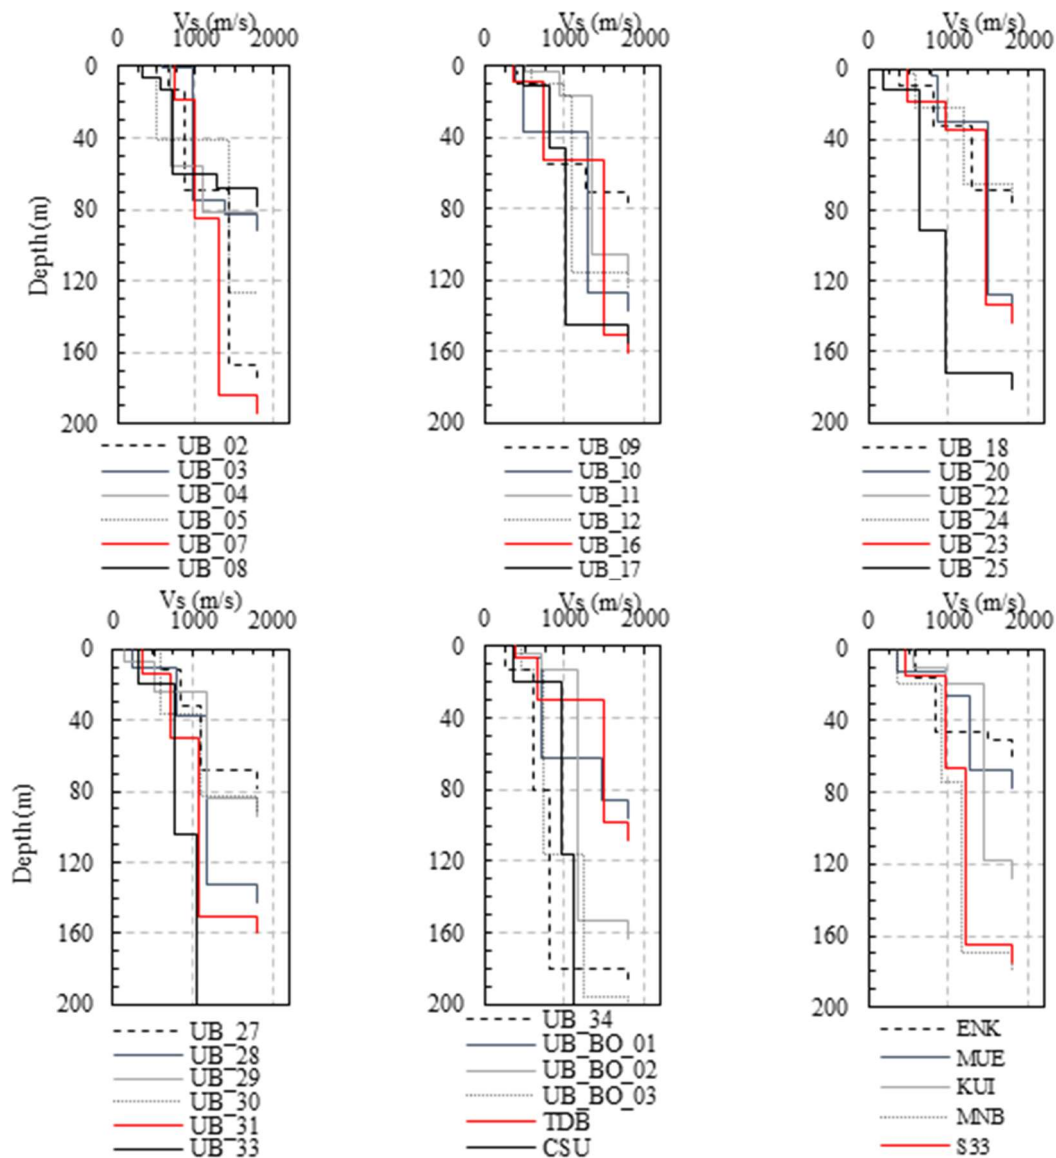 Vs (m/s)
0 1000 2000
0
40
80
120
160
200
Depth (m)
UB_02
UB_03
UB_04
UB_05
UB_07
UB_08
Vs (m/s)
0 1000 2000
0
40
80
120
160
200
UB_09
UB_10
UB_11
UB_12
UB_16
UB_17
Vs (m/s)
0 1000 2000
0
40
80
120
160
200
UB_18
UB_20
UB_22
UB_24
UB_23
UB_25
Vs (m/s)
0 1000 2000
0
40
80
120
160
200
Depth (m)
UB_27
UB_28
UB_29
UB_30
UB_31
UB_33
Vs (m/s)
0 1000 2000
0
40
80
120
160
200
UB_34
UB_BO_01
UB_BO_02
UB_BO_03
TDB
CSU
Vs (m/s)
0 1000 2000
0
40
80
120
160
200
ENK
MUE
KUI
MNB
S33